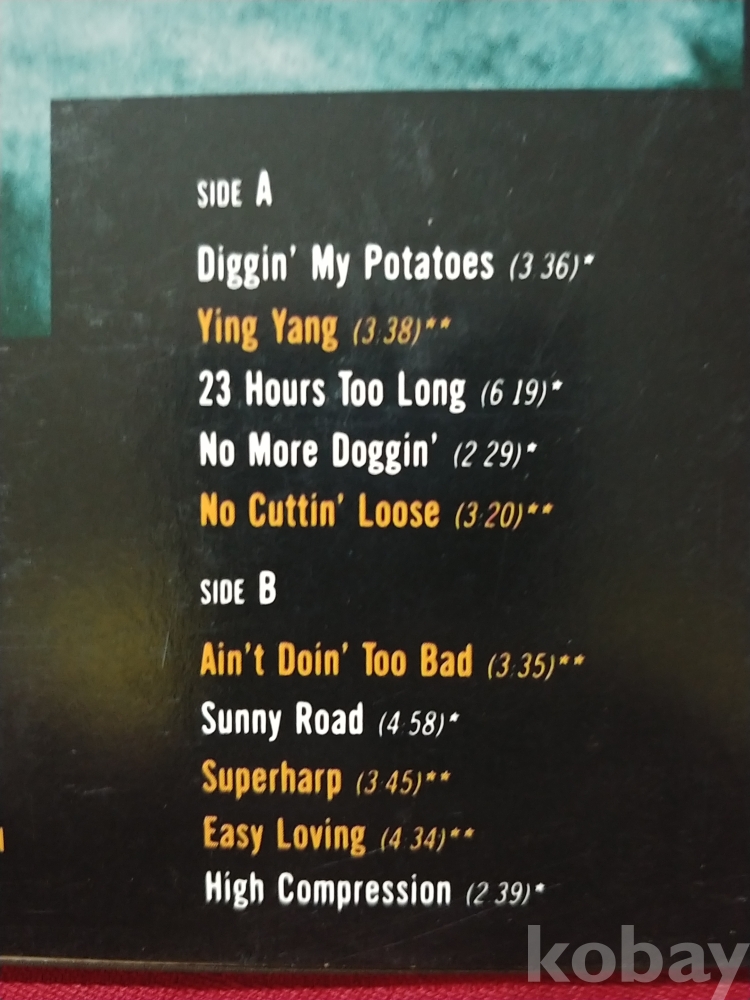 SIDE A
Diggin' My Potatoes (3:36)*
Ying Yang (3:38)**
23 Hours Too Long (6:19)*
No More Doggin' (2:29)*
No Cuttin' Loose (3:20)**
SIDE B
Ain't Doin' Too Bad (3:35)**
Sunny Road (4:58)*
Superharp (3:45)**
Easy Loving (4:34)**
High Compression (2:39)*
kobay